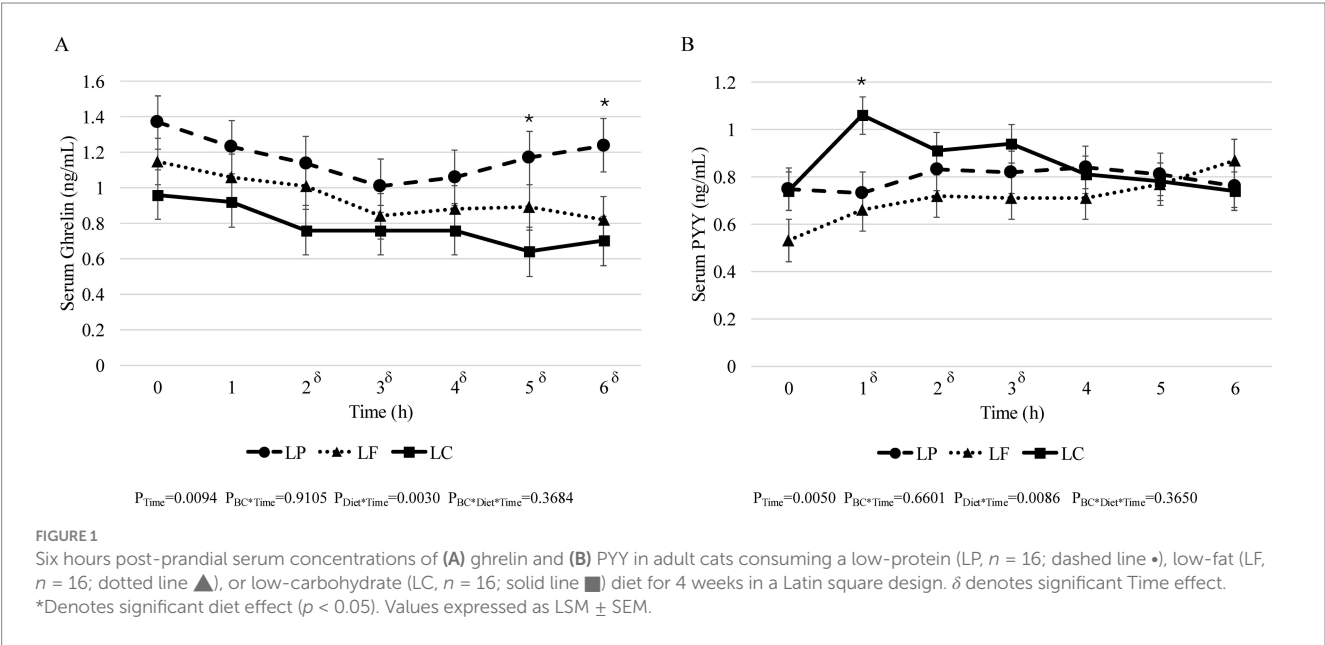 A
1.6
*
*
1.4
1.2
1
0.8
0.6
0.4
0.2
0
Serum Ghrelin (ng/mL)
0 1 2δ 3δ 4δ 5δ 6δ
Time (h)
LP LF LC
PTime=0.0094 PBC*Time=0.9105 PDiet*Time=0.0030 PBC*Diet*Time=0.3684
B
1.2
*
1
0.8
0.6
0.4
0.2
0
Serum PYY (ng/mL)
0 1δ 2δ 3δ 4 5 6
Time (h)
LP LF LC
PTime=0.0050 PBC*Time=0.6601 PDiet*Time=0.0086 PBC*Diet*Time=0.3650
FIGURE 1
Six hours post-prandial serum concentrations of (A) ghrelin and (B) PYY in adult cats consuming a low-protein (LP, n = 16; dashed line •), low-fat (LF,
n = 16; dotted line ▲), or low-carbohydrate (LC, n = 16; solid line ■) diet for 4 weeks in a Latin square design. δ denotes significant Time effect.
*Denotes significant diet effect (p < 0.05). Values expressed as LSM ± SEM.